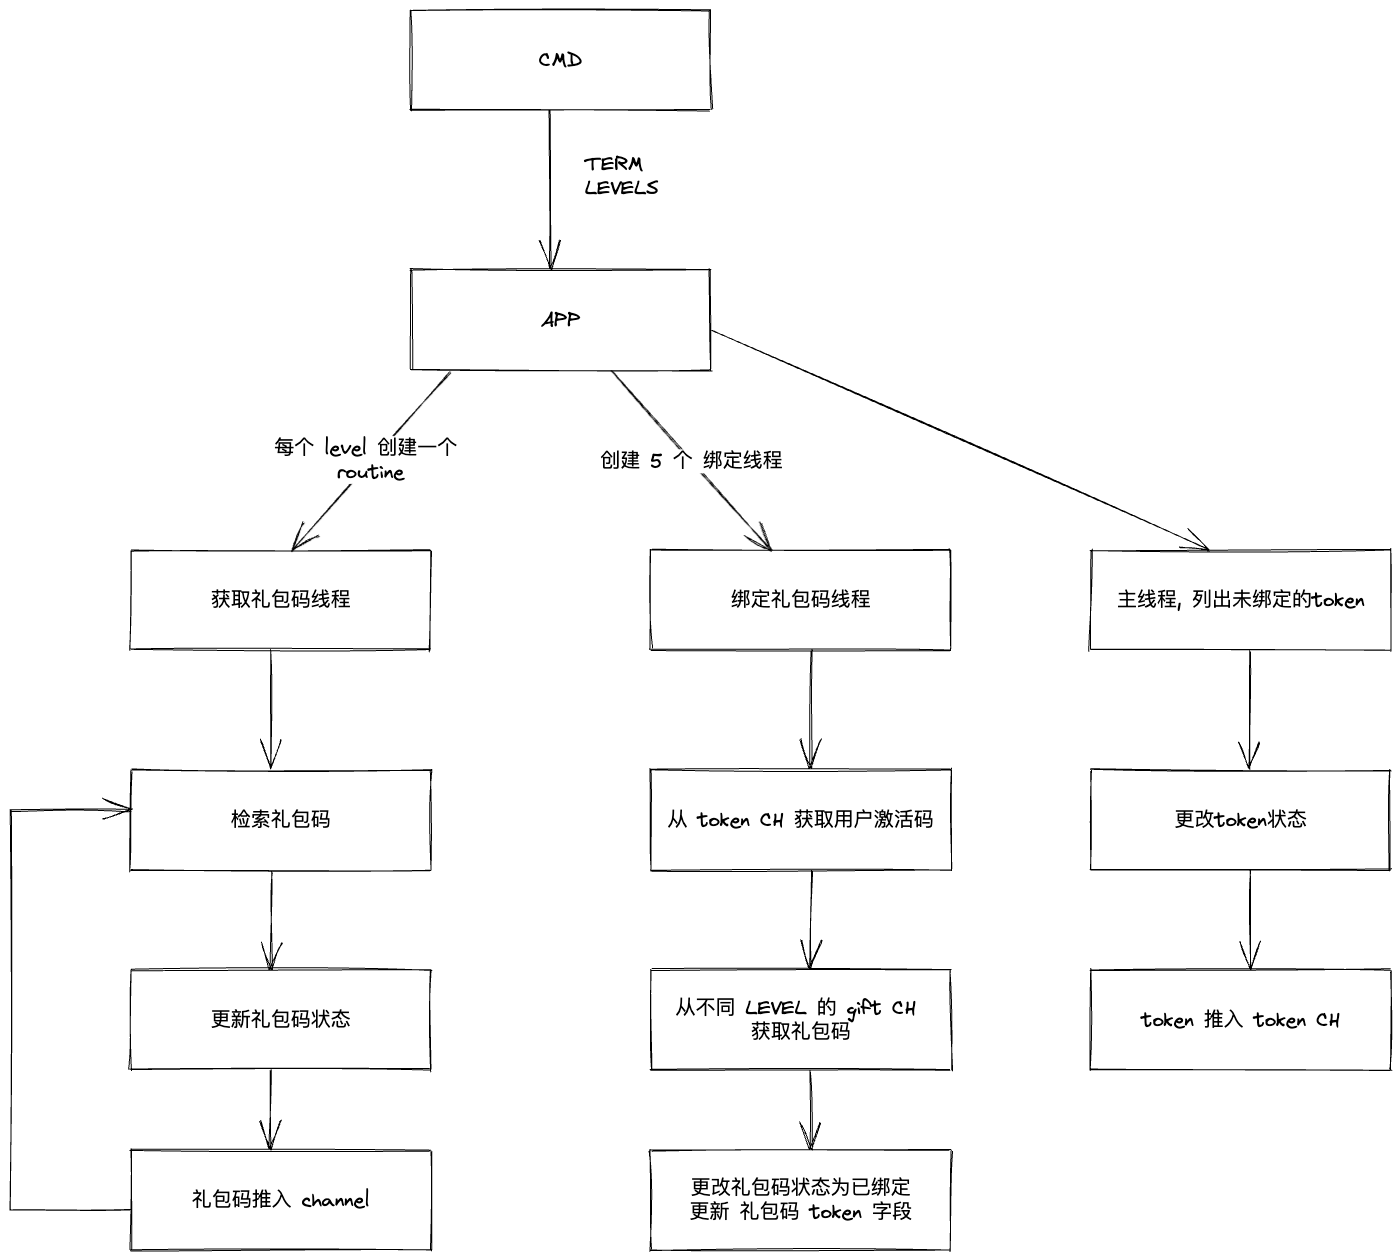 CMD
TERM
LEVELS
APP
每个 level 创建一个
routine
创建 5 个 绑定线程
获取礼包码线程
绑定礼包码线程
主线程, 列出未绑定的token
检索礼包码
从 token CH 获取用户激活码
更改token状态
更新礼包码状态
从不同 LEVEL 的 gift CH
获取礼包码
token 推入 token CH
礼包码推入 channel
更改礼包码状态为已绑定
更新 礼包码 token 字段